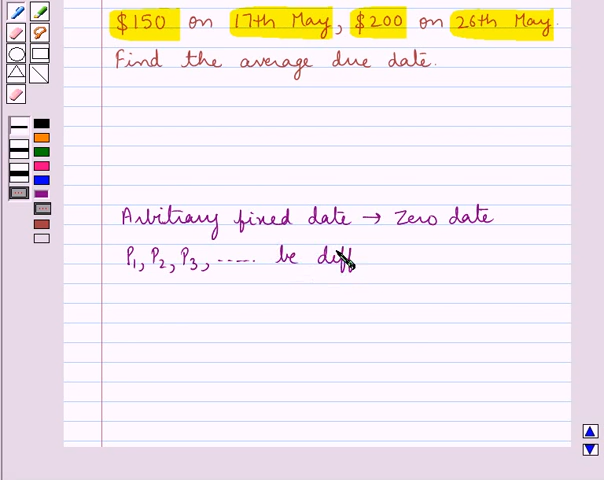 $150 on 17th May, $200 on 26th May.
Find the average due date.
Arbitrary fixed date → Zero date
P1, P2, P3, ..... be diff